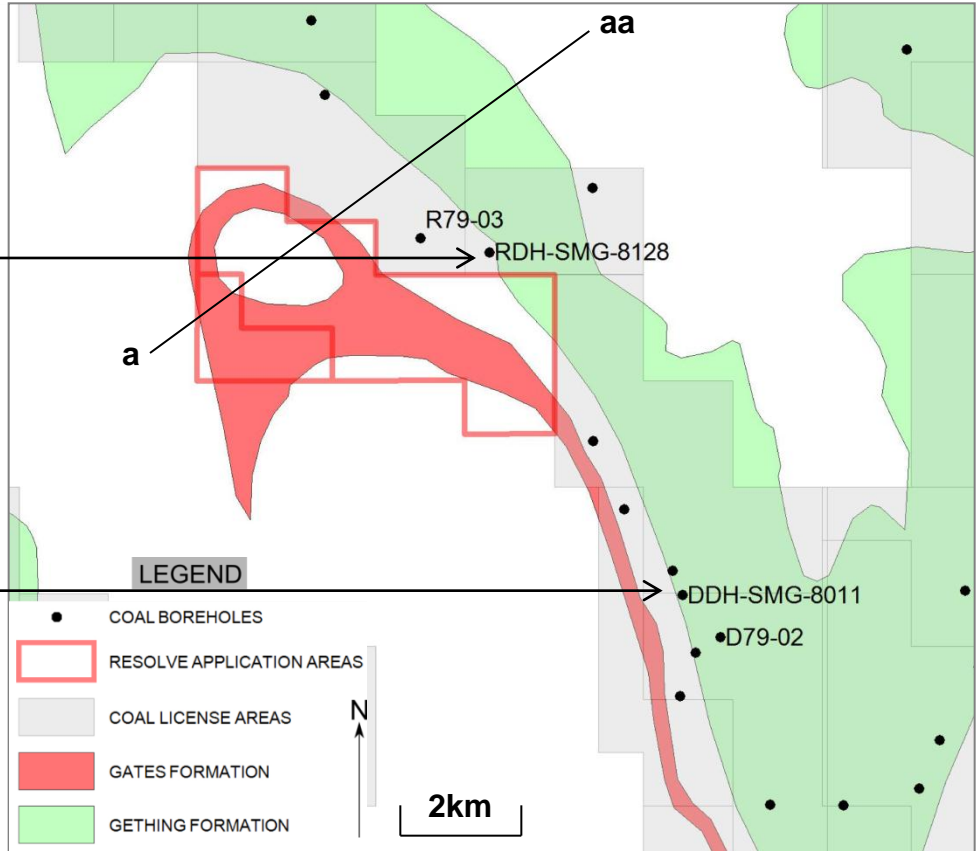 aa
R79-03
RDH-SMG-8128
a
DDH-SMG-8011
D79-02
LEGEND
COAL BOREHOLES
RESOLVE APPLICATION AREAS
COAL LICENSE AREAS
GATES FORMATION
GETHING FORMATION
N
2km